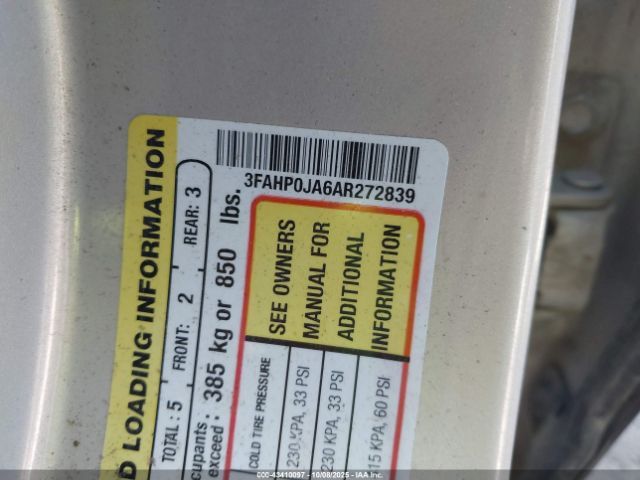 3FAHP0JA6AR272839
D LOADING INFORMATION
TOTAL : 5 FRONT: 2 REAR: 3
cupants
exceed : 385 kg or 850 lbs.
COLD TIRE PRESSURE
230 KPA, 33 PSI
230 KPA, 33 PSI
15 KPA, 60 PSI
SEE OWNERS
MANUAL FOR
ADDITIONAL
INFORMATION
CCC-43410097 | 10/08/2025 - COPART/IAA